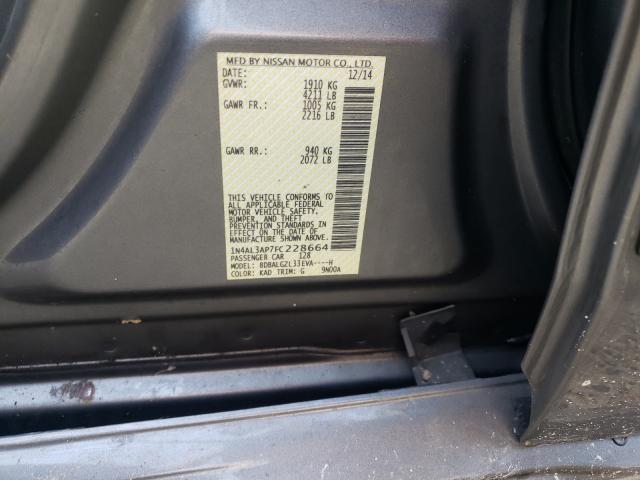 MFD BY NISSAN MOTOR CO., LTD.
DATE: 12/14
GVWR: 1910 KG
4211 LB
GAWR FR.: 1005 KG
2216 LB
GAWR RR.: 940 KG
2072 LB
THIS VEHICLE CONFORMS TO
ALL APPLICABLE FEDERAL
MOTOR VEHICLE SAFETY,
BUMPER, AND THEFT
PREVENTION STANDARDS
IN EFFECT ON THE DATE OF
MANUFACTURE SHOWN ABOVE.
1N4AL3AP7FC228664
PASSENGER CAR 128
MODEL: BDBALGZL33EVA----H
COLOR: KAD TRIM: G 9N00A